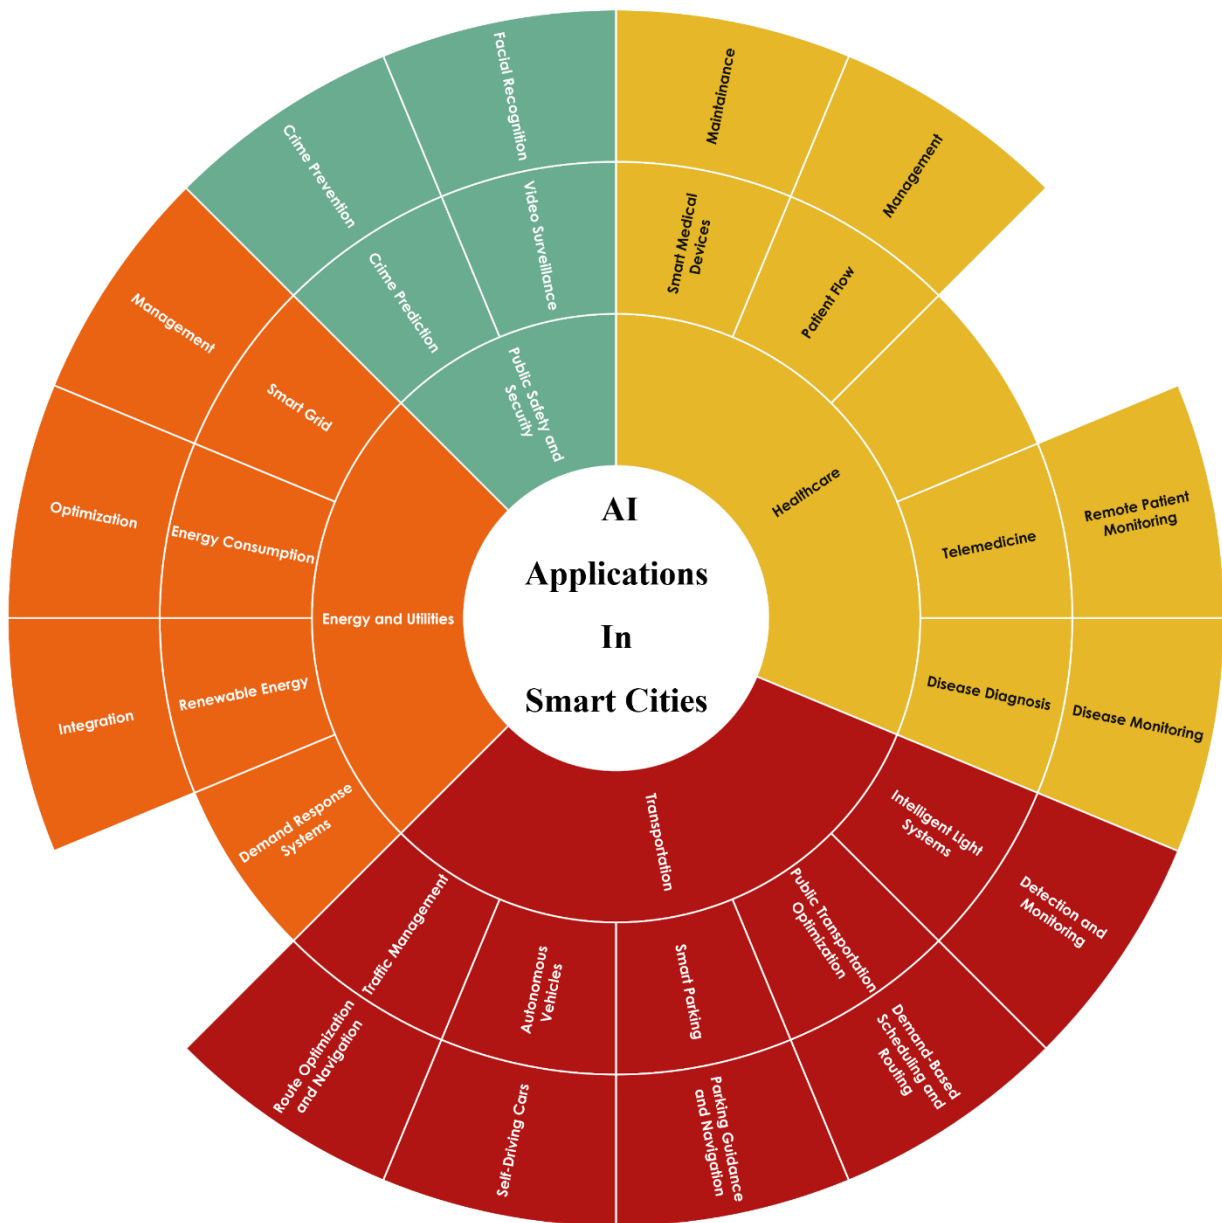 AI
Applications
In
Smart Cities
Healthcare
Smart Medical
Devices
Maintainance
Patient Flow
Management
Telemedicine
Remote Patient
Monitoring
Disease Diagnosis
Disease Monitoring
Transportation
Intelligent Light
Systems
Detection and
Monitoring
Public Transportation
Optimization
Demand-Based
Scheduling and
Routing
Smart Parking
Parking Guidance
and Navigation
Autonomous
Vehicles
Self-Driving Cars
Traffic Management
Route Optimization
and Navigation
Energy and Utilities
Demand Response
Systems
Renewable Energy
Integration
Energy Consumption
Optimization
Smart Grid
Management
Public Safety and
Security
Crime Prediction
Crime Prevention
Video Surveillance
Facial Recognition